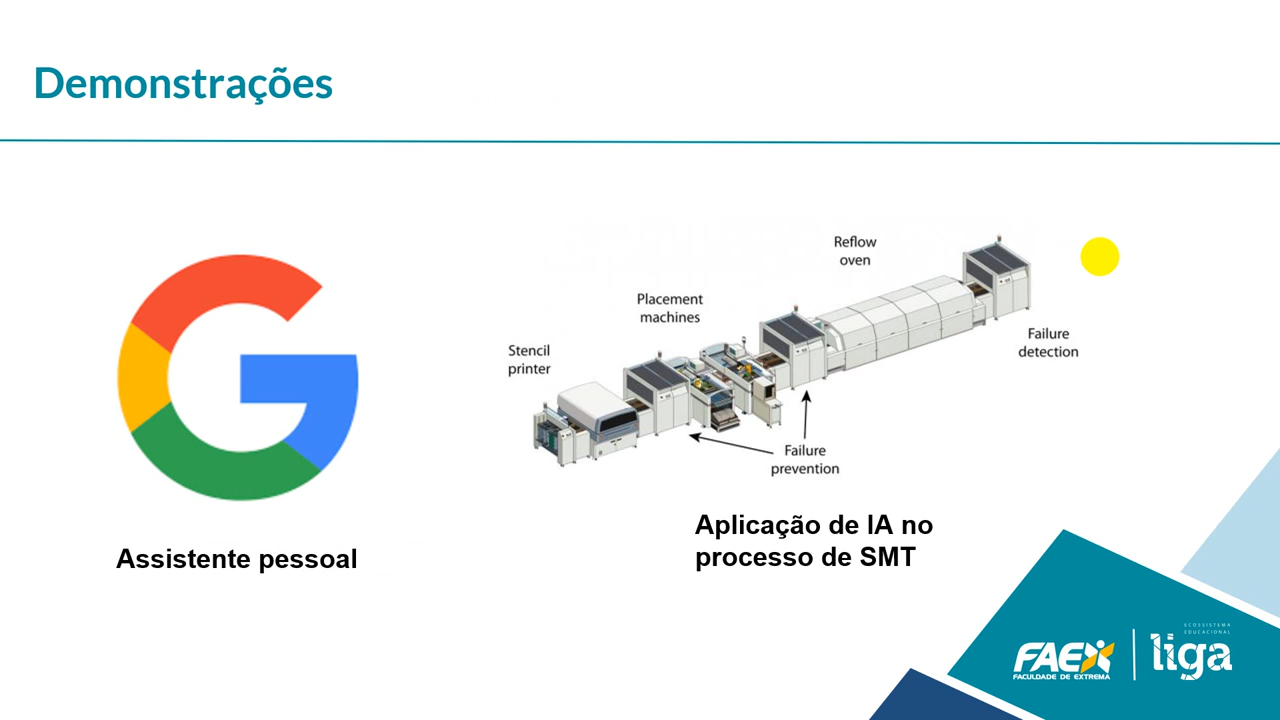 Demonstrações
Reflow
oven
Placement
machines
Stencil
printer
Failure
detection
Failure
prevention
Assistente pessoal
Aplicação de IA no
processo de SMT
ECOSSISTEMA
EDUCACIONAL
FAEX
FACULDADE DE EXTREMA
liga